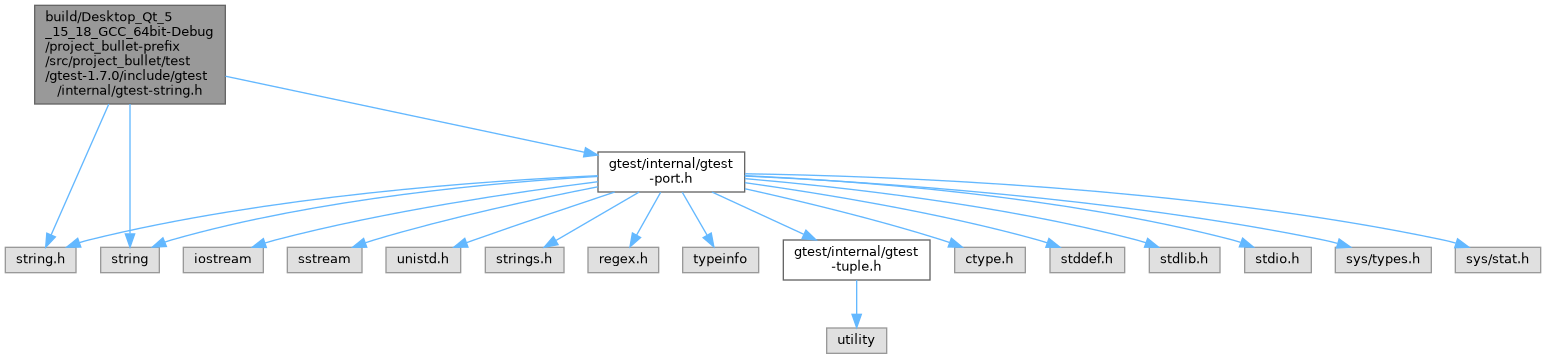 build/Desktop_Qt_5
_15_18_GCC_64bit-Debug
/project_bullet-prefix
/src/project_bullet/test
/gtest-1.7.0/include/gtest
/internal/gtest-string.h
gtest/internal/gtest
-port.h
string.h
string
iostream
sstream
unistd.h
strings.h
regex.h
typeinfo
gtest/internal/gtest
-tuple.h
ctype.h
stddef.h
stdlib.h
stdio.h
sys/types.h
sys/stat.h
utility